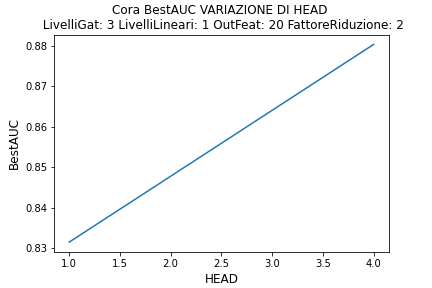 Cora BestAUC VARIAZIONE DI HEAD
LivelliGat: 3 LivelliLineari: 1 OutFeat: 20 FattoreRiduzione: 2
0.88
0.87
0.86
0.85
0.84
0.83
BestAUC
1.0 1.5 2.0 2.5 3.0 3.5 4.0
HEAD